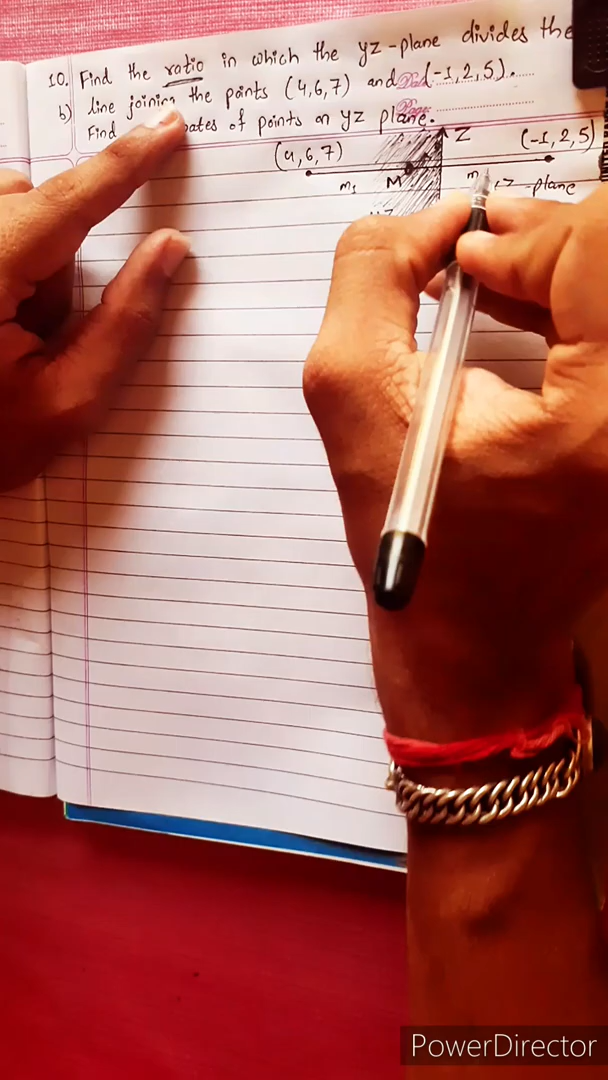 10. Find the ratio in which the yz-plane divides the
b) line joining the points (4,6,7) and (-1,2,5).
Find of points on yz plane.
Z
(4,6,7) (-1,2,5)
m₁ M m -plane
PowerDirector